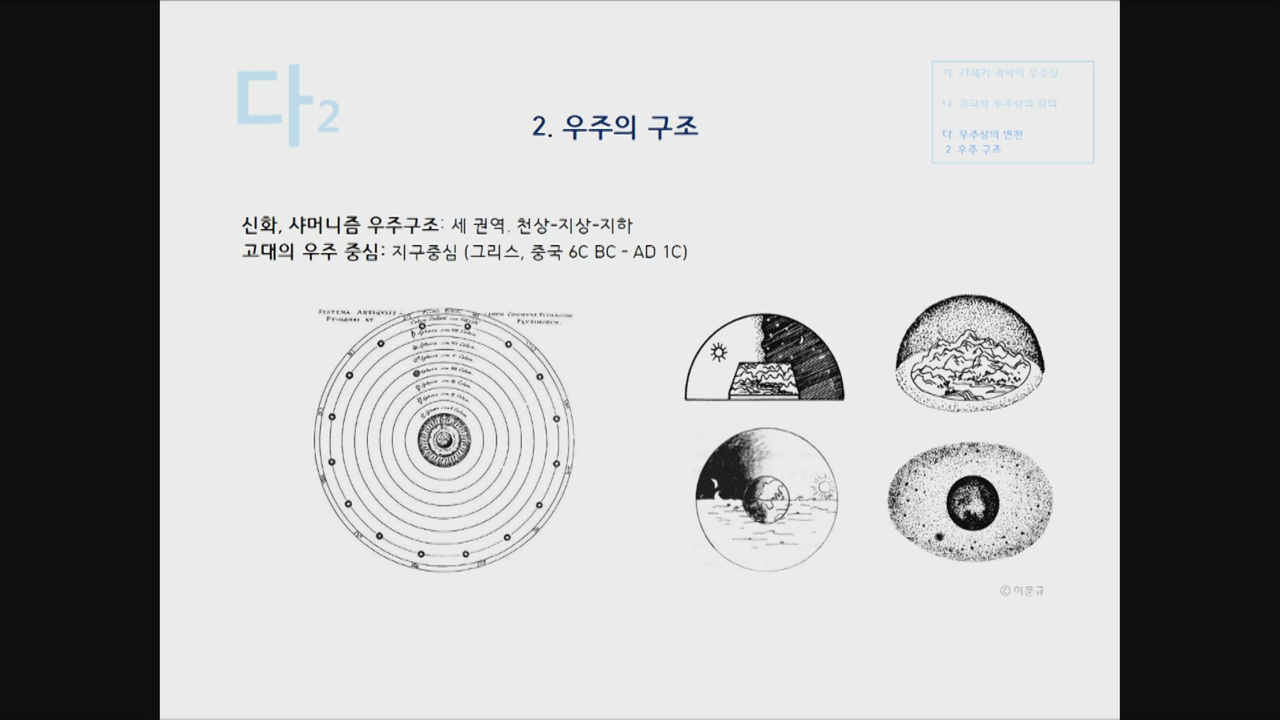 다2
2. 우주의 구조
가. 21세기 과학의 우주상
나. 과학적 우주상의 함의
다. 우주상의 변천
2. 우주 구조
신화, 샤머니즘 우주구조: 세 권역. 천상-지상-지하
고대의 우주 중심: 지구중심 (그리스, 중국 6C BC - AD 1C)
SYSTEMA ANTIQUISS
PTOLEMAI ET
PLURIMORUM.
© 이문규